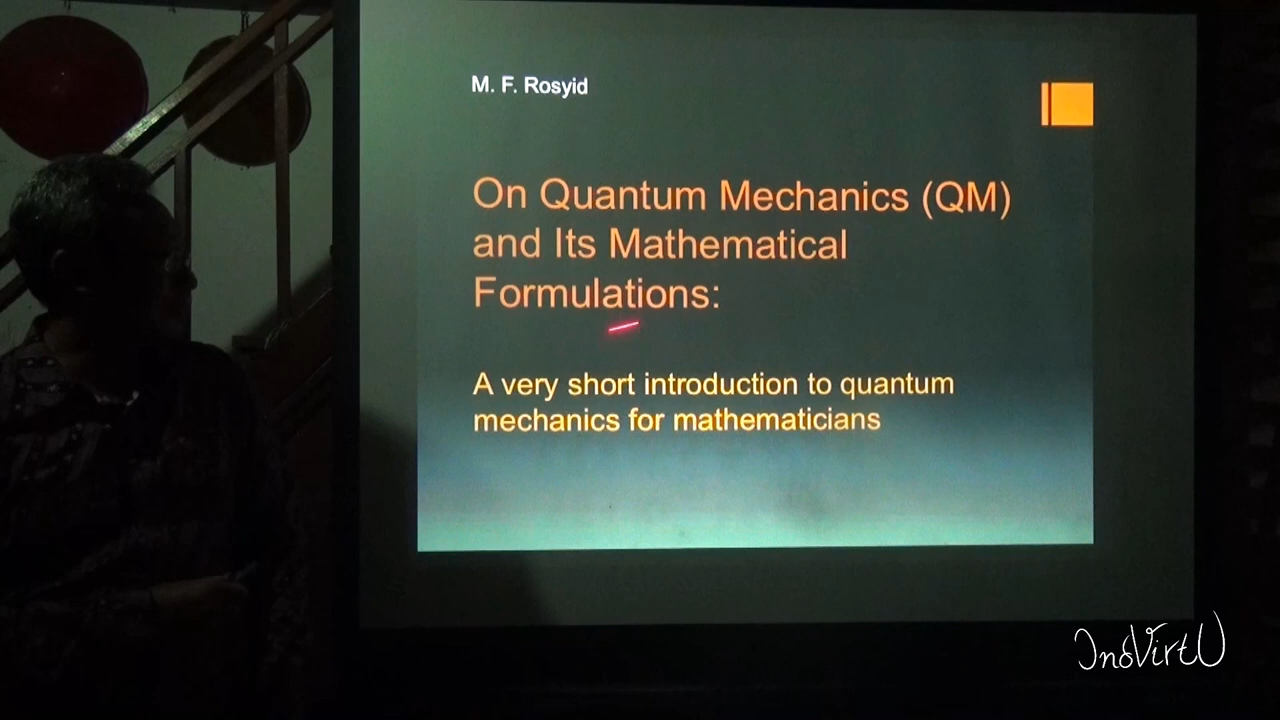 M. F. Rosyid
On Quantum Mechanics (QM)
and Its Mathematical
Formulations:
A very short introduction to quantum
mechanics for mathematicians
InoVirtU